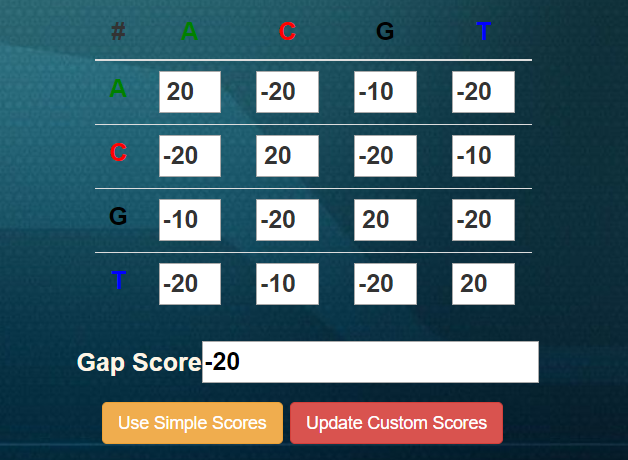 # A C G T
A 20 -20 -10 -20
C -20 20 -20 -10
G -10 -20 20 -20
T -20 -10 -20 20
Gap Score -20
Use Simple Scores Update Custom Scores